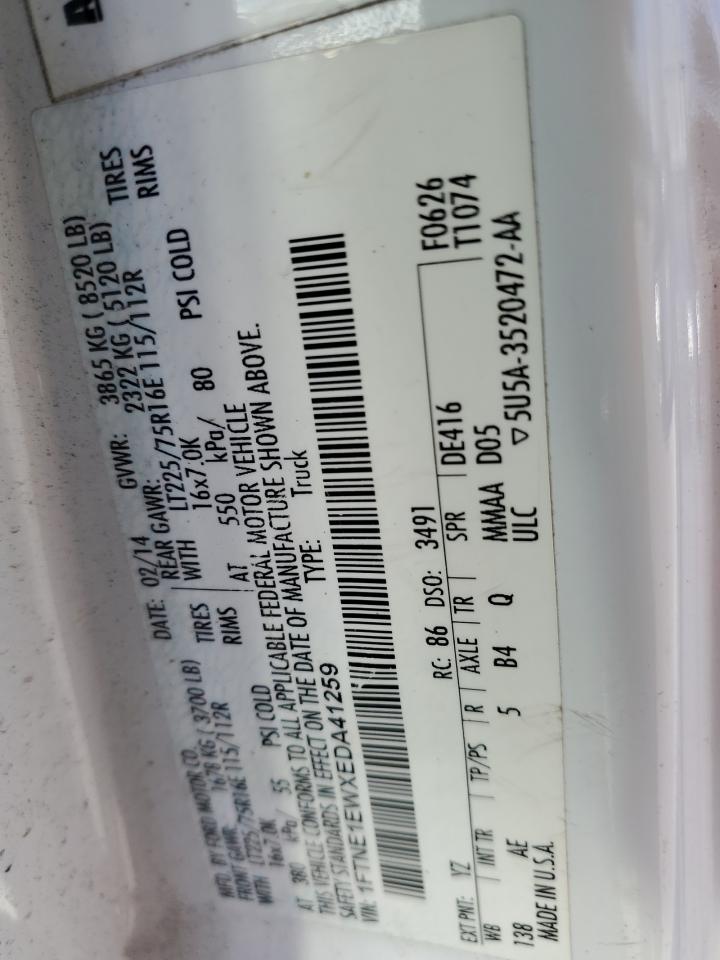 A
MFD. BY FORD MOTOR CO. DATE: 02/14 GVWR: 3865 KG ( 8520 LB)
FRONT GAWR: 1678 KG ( 3700 LB) REAR GAWR: 2322 KG ( 5120 LB)
WITH LT225/75R16E 115/112R TIRES WITH LT225/75R16E 115/112R TIRES
16x7.0K RIMS 16x7.0K RIMS
AT 380 kPa/ 55 PSI COLD AT 550 kPa/ 80 PSI COLD
THIS VEHICLE CONFORMS TO ALL APPLICABLE FEDERAL MOTOR VEHICLE
SAFETY STANDARDS IN EFFECT ON THE DATE OF MANUFACTURE SHOWN ABOVE.
VIN: 1FTNE1EWXEDA41259 TYPE: Truck
F0626
T1074
EXT PNT: YZ RC: 86 DSO: 3491
WB INT TR TP/PS R AXLE TR SPR DE416
138 AE 5 B4 Q MMAA D05
MADE IN U.S.A. ULC ▽5U5A-3520472-AA